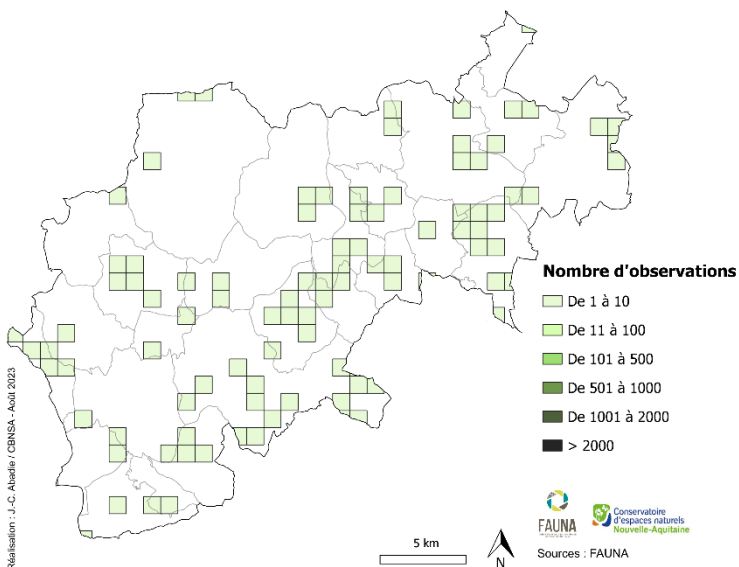 Nombre d'observations
De 1 à 10
De 11 à 100
De 101 à 500
De 501 à 1000
De 1001 à 2000
> 2000
Réalisation : J.-C. Abadie / CBNSA - Août 2023
FAUNA
Conservatoire
d'espaces naturels
Nouvelle-Aquitaine
5 km
N
Sources : FAUNA